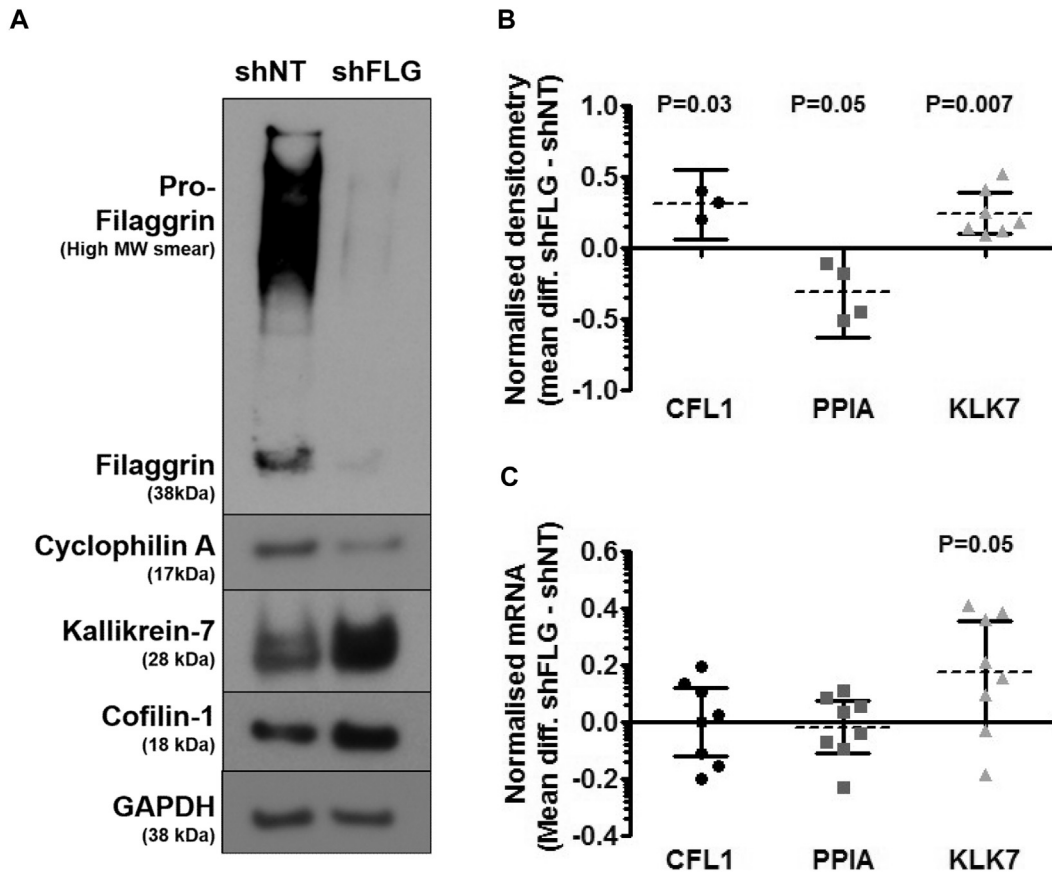 A
shNT shFLG
Pro-
Filaggrin
(High MW smear)
Filaggrin
(38kDa)
Cyclophilin A
(17kDa)
Kallikrein-7
(28 kDa)
Cofilin-1
(18 kDa)
GAPDH
(38 kDa)
B
Normalised densitometry
(mean diff. shFLG - shNT)
1.0
0.5
0.0
-0.5
-1.0
P=0.03 P=0.05 P=0.007
CFL1 PPIA KLK7
C
Normalised mRNA
(Mean diff. shFLG - shNT)
0.6
0.4
0.2
0.0
-0.2
-0.4
P=0.05
CFL1 PPIA KLK7